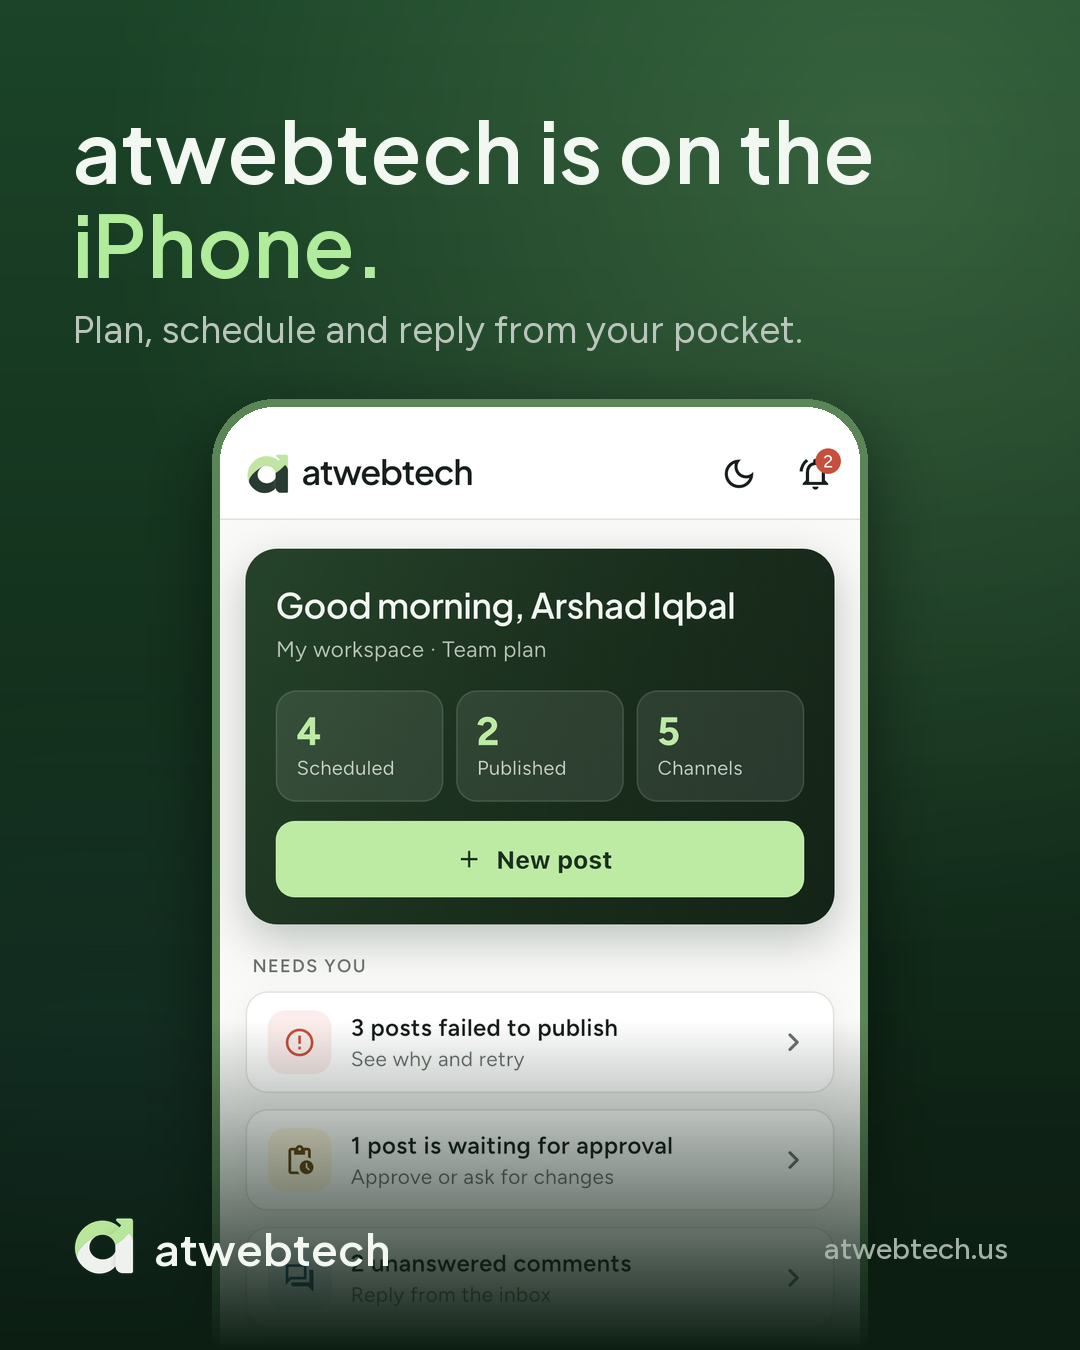 atwebtech is on the
iPhone.
Plan, schedule and reply from your pocket.
atwebtech
2
Good morning, Arshad Iqbal
My workspace · Team plan
4
Scheduled
2
Published
5
Channels
+ New post
NEEDS YOU
3 posts failed to publish
See why and retry
1 post is waiting for approval
Approve or ask for changes
2 unanswered comments
Reply from the inbox
atwebtech
atwebtech.us